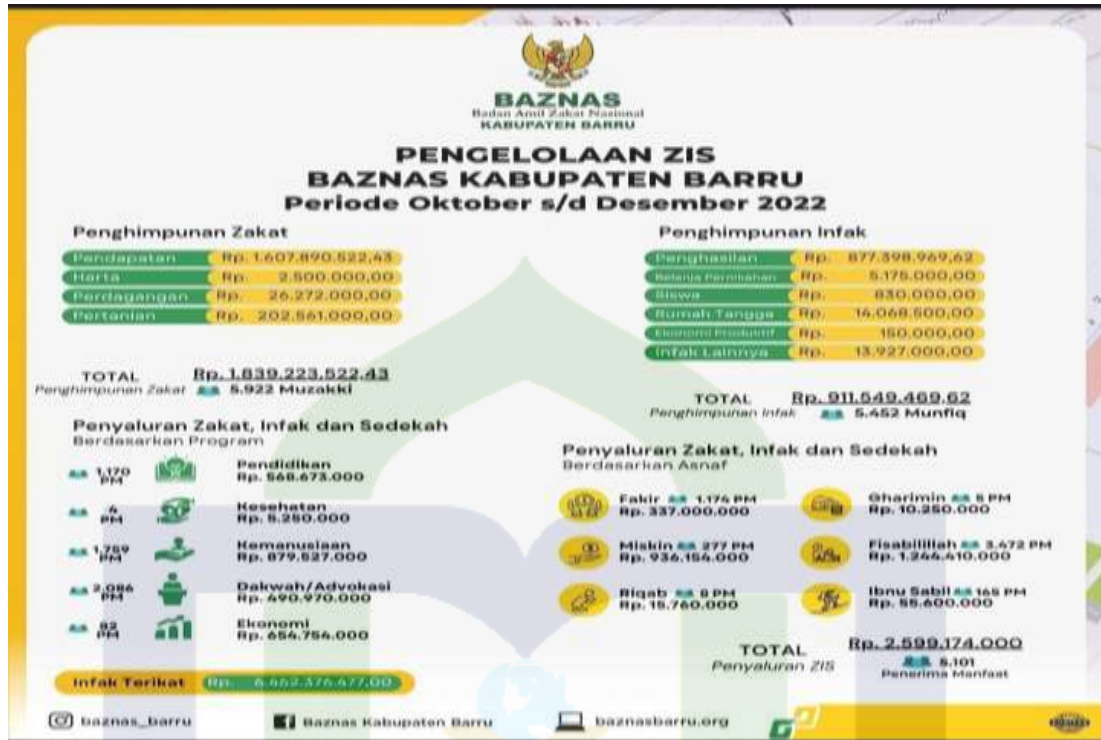 BAZNAS
Badan Amil Zakat Nasional
KABUPATEN BARRU
PENGELOLAAN ZIS
BAZNAS KABUPATEN BARRU
Periode Oktober s/d Desember 2022
Penghimpunan Zakat
Pendapatan Rp. 1.607.890.522,43
Harta Rp. 2.500.000,00
Perdagangan Rp. 26.272.000,00
Pertanian Rp. 202.561.000,00
TOTAL Rp. 1.839.223.522,43
Penghimpunan Zakat 5.922 Muzakki
Penghimpunan Infak
Penghasilan Rp. 877.398.969,62
Belanja Pernikahan Rp. 5.175.000,00
Siswa Rp. 830.000,00
Rumah Tangga Rp. 14.068.500,00
Ekonomi Produktif Rp. 150.000,00
Infak Lainnya Rp. 13.927.000,00
TOTAL Rp. 911.549.469,62
Penghimpunan Infak 5.452 Munfiq
Penyaluran Zakat, Infak dan Sedekah
Berdasarkan Program
1,170 PM Pendidikan
Rp. 568.673.000
4 PM Kesehatan
Rp. 5.250.000
1,759 PM Kemanusiaan
Rp. 879.527.000
2,086 PM Dakwah/Advokasi
Rp. 490.970.000
82 PM Ekonomi
Rp. 654.754.000
Infak Terikat Rp. 6.462.376.477,00
Penyaluran Zakat, Infak dan Sedekah
Berdasarkan Asnaf
Fakir 1.174 PM
Rp. 337.000.000
Miskin 277 PM
Rp. 936.154.000
Riqab 8 PM
Rp. 15.760.000
Gharimin 5 PM
Rp. 10.250.000
Fisabilillah 3.472 PM
Rp. 1.244.410.000
Ibnu Sabil 165 PM
Rp. 55.600.000
TOTAL Rp. 2.599.174.000
Penyaluran ZIS 5.101
Penerima Manfaat
baznas_barru
Baznas Kabupaten Barru
baznasbarru.org